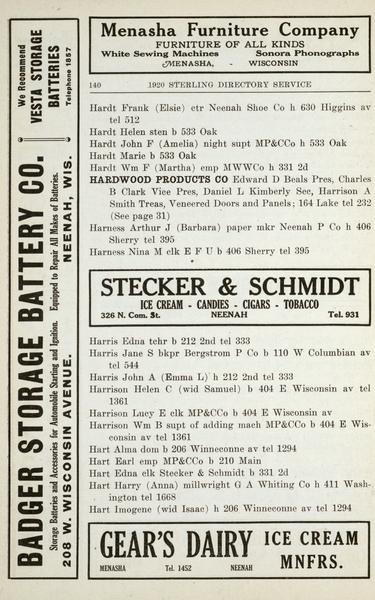 Menasha Furniture Company
FURNITURE OF ALL KINDS
White Sewing Machines Sonora Phonographs
MENASHA, - WISCONSIN
140 1920 STERLING DIRECTORY SERVICE
Hardt Frank (Elsie) ctr Neenah Shoe Co h 630 Higgins av
tel 512
Hardt Helen sten b 533 Oak
Hardt John F (Amelia) night supt MP&CCo h 533 Oak
Hardt Marie b 533 Oak
Hardt Wm F (Martha) emp MWWCo h 331 2d
HARDWOOD PRODUCTS CO Edward D Beals Pres, Charles
B Clark Vice Pres, Daniel L Kimberly Sec, Harrison A
Smith Treas, Veneered Doors and Panels; 164 Lake tel 232
(See page 31)
Harness Arthur J (Barbara) paper mkr Neenah P Co h 406
Sherry tel 395
Harness Nina M clk E F U b 406 Sherry tel 395
STECKER & SCHMIDT
ICE CREAM - CANDIES - CIGARS - TOBACCO
326 N. Com. St. NEENAH Tel. 931
Harris Edna tchr b 212 2nd tel 333
Harris Jane S bkpr Bergstrom P Co b 110 W Columbian av
tel 544
Harris John A (Emma L) h 212 2nd tel 333
Harrison Helen C (wid Samuel) b 404 E Wisconsin av tel
1361
Harrison Lucy E clk MP&CCo b 404 E Wisconsin av
Harrison Wm B supt of adding mach MP&CCo b 404 E Wis-
consin av tel 1361
Hart Alma dom b 206 Winneconne av tel 1294
Hart Earl emp MP&CCo b 210 Main
Hart Edna clk Stecker & Schmidt b 331 2d
Hart Harry (Anna) millwright G A Whiting Co h 411 Wash-
ington tel 1668
Hart Imogene (wid Isaac) h 206 Winneconne av tel 1294
GEAR'S DAIRY ICE CREAM
MNFRS.
MENASHA Tel. 1452 NEENAH
We Recommend
VESTA STORAGE
BATTERIES
Telephone 1857
BADGER STORAGE BATTERY CO.
Storage Batteries and Accessories for Automobile Starting and Ignition. Equipped to Repair All Makes of Batteries.
208 W. WISCONSIN AVENUE. NEENAH, WIS.